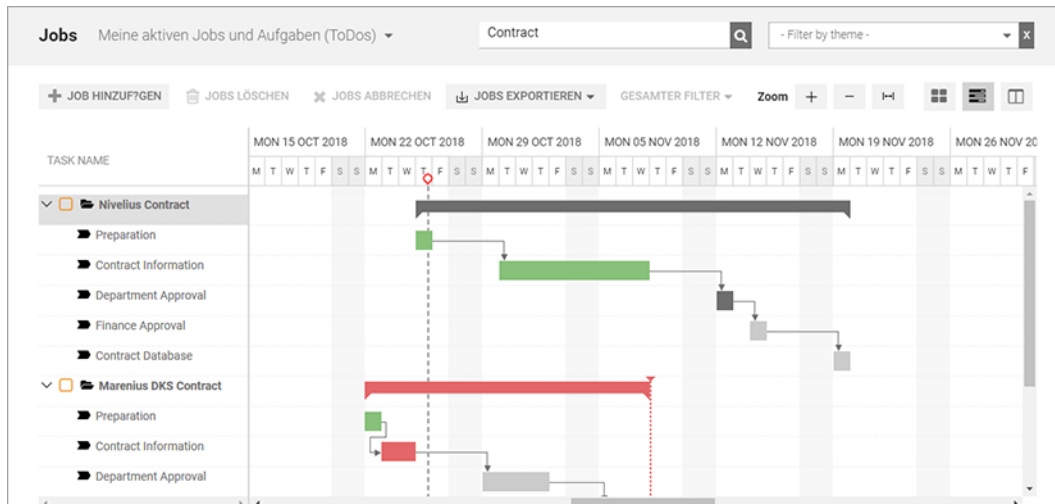 Jobs Meine aktiven Jobs und Aufgaben (ToDos) Contract - Filter by theme - x
JOB HINZUF?GEN JOBS LÖSCHEN JOBS ABBRECHEN JOBS EXPORTIEREN GESAMTER FILTER Zoom
TASK NAME
MON 15 OCT 2018 MON 22 OCT 2018 MON 29 OCT 2018 MON 05 NOV 2018 MON 12 NOV 2018 MON 19 NOV 2018 MON 26 NOV 20
M T W T F S S M T W T F S S M T W T F S S M T W T F S S M T W T F S S M T W T F S S M T W T F
Nivelius Contract
Preparation
Contract Information
Department Approval
Finance Approval
Contract Database
Marenius DKS Contract
Preparation
Contract Information
Department Approval